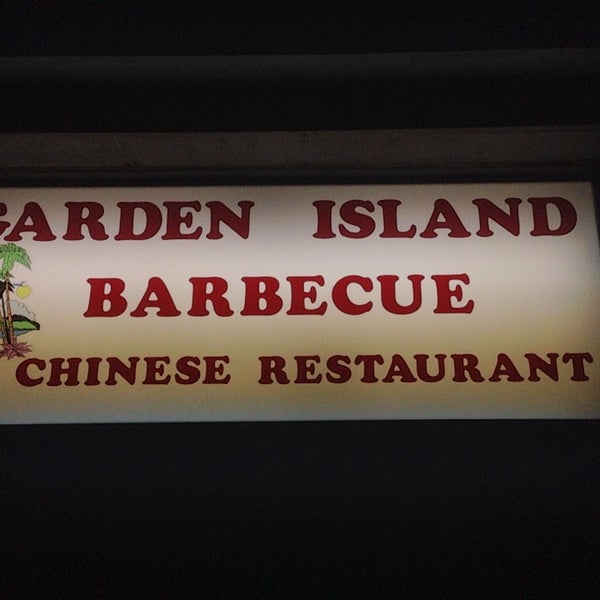 GARDEN ISLAND
BARBECUE
CHINESE RESTAURANT